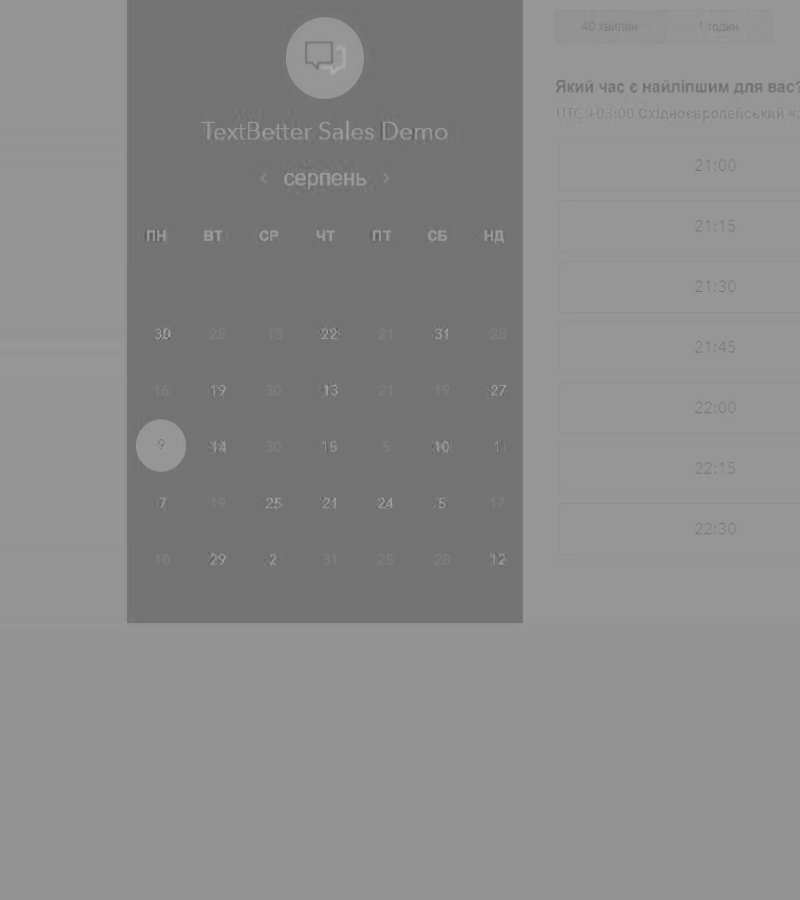 TextBetter Sales Demo
‹ серпень ›
ПН ВТ СР ЧТ ПТ СБ НД
30 25 13 22 21 31 28
16 19 30 13 21 19 27
9 14 30 15 5 10 1
7 19 25 21 24 5 17
10 29 2 31 25 28 12
40 хвилин 1 годин
Який час є найліпшим для вас?
UTC +03:00 Східноєвропейський
21:00
21:15
21:30
21:45
22:00
22:15
22:30